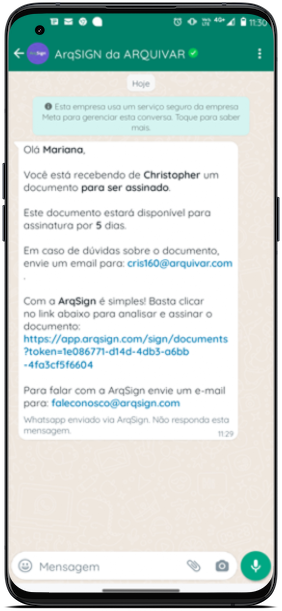 11:30
ArqSIGN da ARQUIVAR
Hoje
Esta empresa usa um serviço seguro da empresa
Meta para gerenciar esta conversa. Toque para saber
mais.
Olá Mariana,
Você está recebendo de Christopher um
documento para ser assinado.
Este documento estará disponível para
assinatura por 5 dias.
Em caso de dúvidas sobre o documento,
envie um email para: cris160@arquivar.com
.
Com a ArqSign é simples! Basta clicar
no link abaixo para analisar e assinar o
documento:
https://app.arqsign.com/sign/documents
?token=1e086771-d14d-4db3-a6bb
-4fa3cf5f6604
Para falar com a ArqSign envie um e-mail
para: faleconosco@arqsign.com
Whatsapp enviado via ArqSign. Não responda esta
mensagem.
11:29
Mensagem